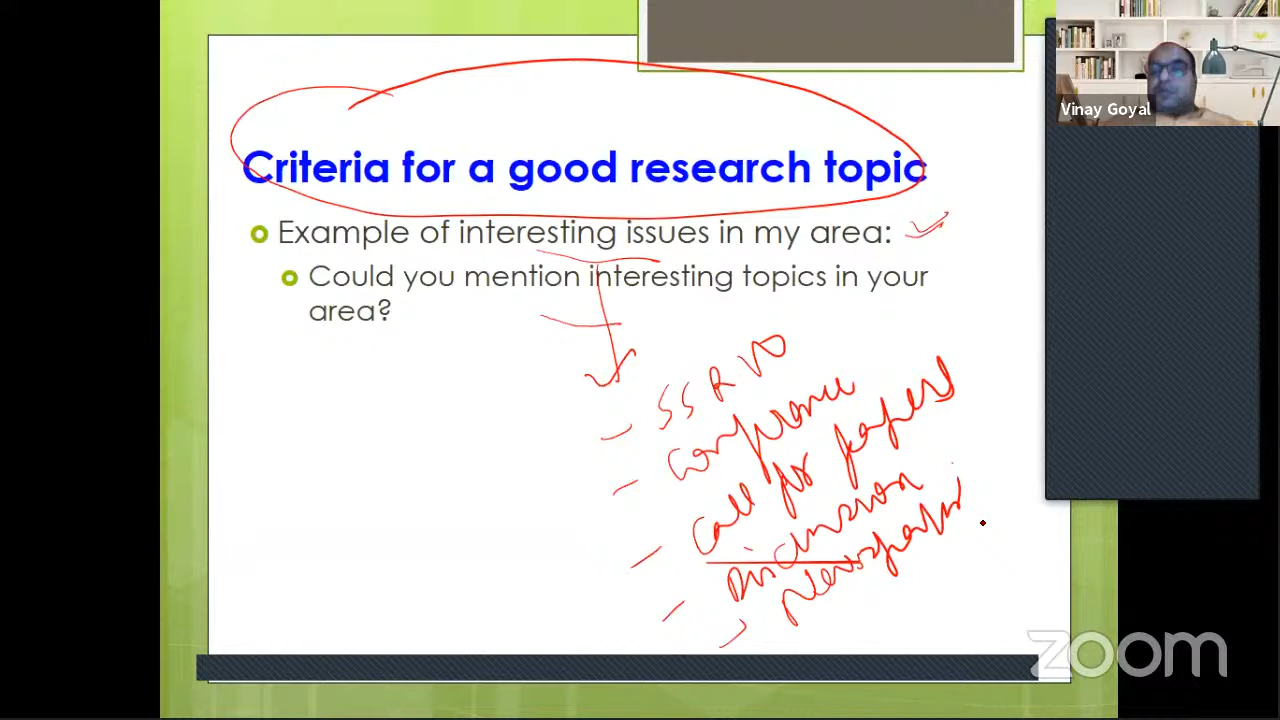 Vinay Goyal
Criteria for a good research topic
Example of interesting issues in my area:
Could you mention interesting topics in your
area?
- SSRN
- Conference
- Call for papers
- Discussion
- Newspaper
zoom